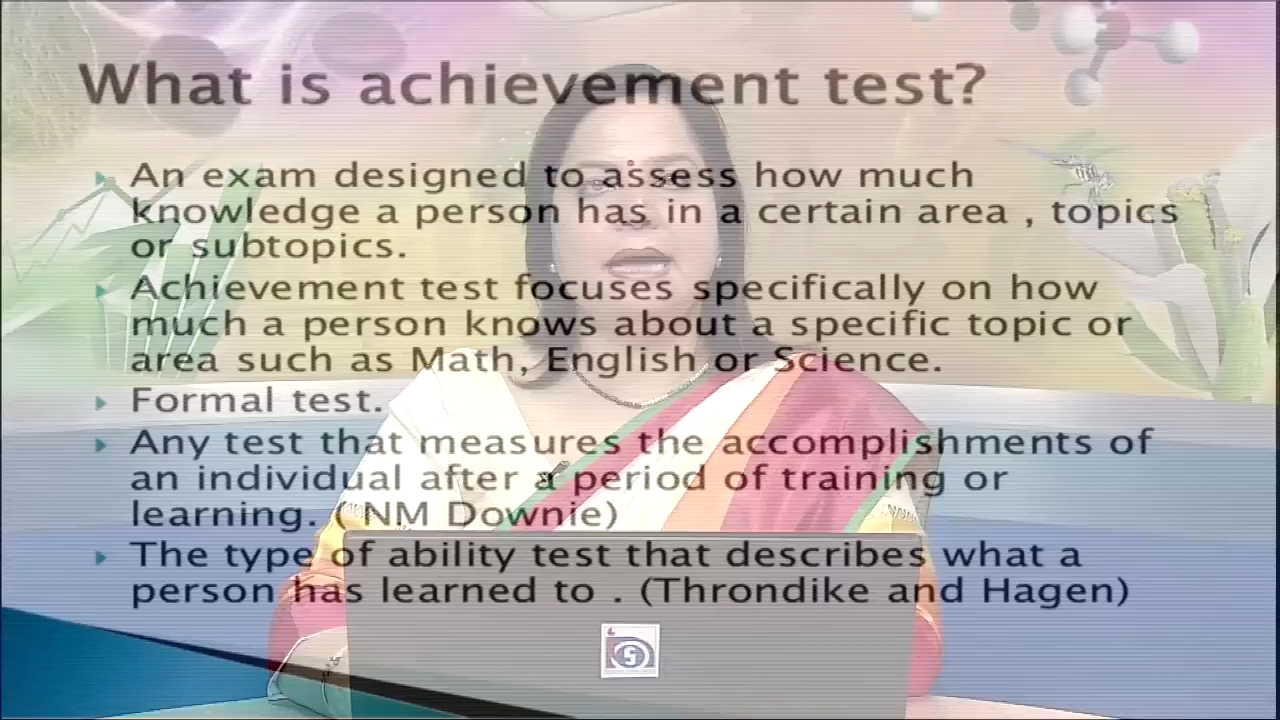 What is achievement test?
An exam designed to assess how much
knowledge a person has in a certain area , topics
or subtopics.
Achievement test focuses specifically on how
much a person knows about a specific topic or
area such as Math, English or Science.
Formal test.
Any test that measures the accomplishments of
an individual after a period of training or
learning. ( NM Downie)
The type of ability test that describes what a
person has learned to . (Throndike and Hagen)
S